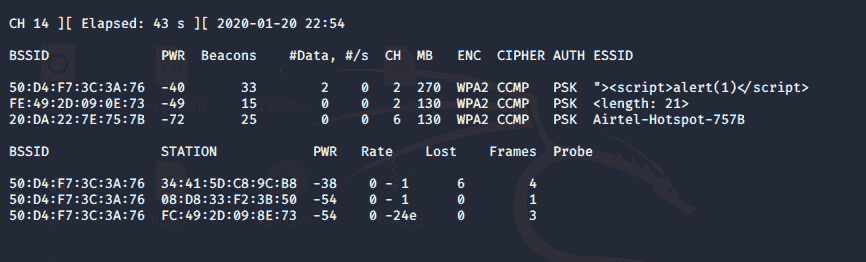 CH 14 ][ Elapsed: 43 s ][ 2020-01-20 22:54
BSSID PWR Beacons #Data, #/s CH MB ENC CIPHER AUTH ESSID
50:D4:F7:3C:3A:76 -40 33 2 0 2 270 WPA2 CCMP PSK "><script>alert(1)</script>
FE:49:2D:09:0E:73 -49 15 0 0 2 130 WPA2 CCMP PSK <length: 21>
20:DA:22:7E:75:7B -72 25 0 0 6 130 WPA2 CCMP PSK Airtel-Hotspot-757B
BSSID STATION PWR Rate Lost Frames Probe
50:D4:F7:3C:3A:76 34:41:5D:C8:9C:B8 -38 0 - 1 6 4
50:D4:F7:3C:3A:76 08:D8:33:F2:3B:50 -54 0 - 1 0 1
50:D4:F7:3C:3A:76 FC:49:2D:09:8E:73 -54 0 -24e 0 3